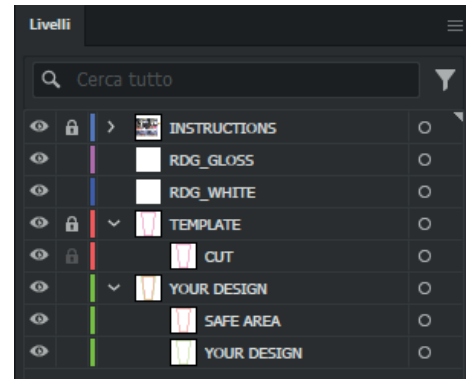 Livelli
Cerca tutto
INSTRUCTIONS
RDG_GLOSS
RDG_WHITE
TEMPLATE
CUT
YOUR DESIGN
SAFE AREA
YOUR DESIGN